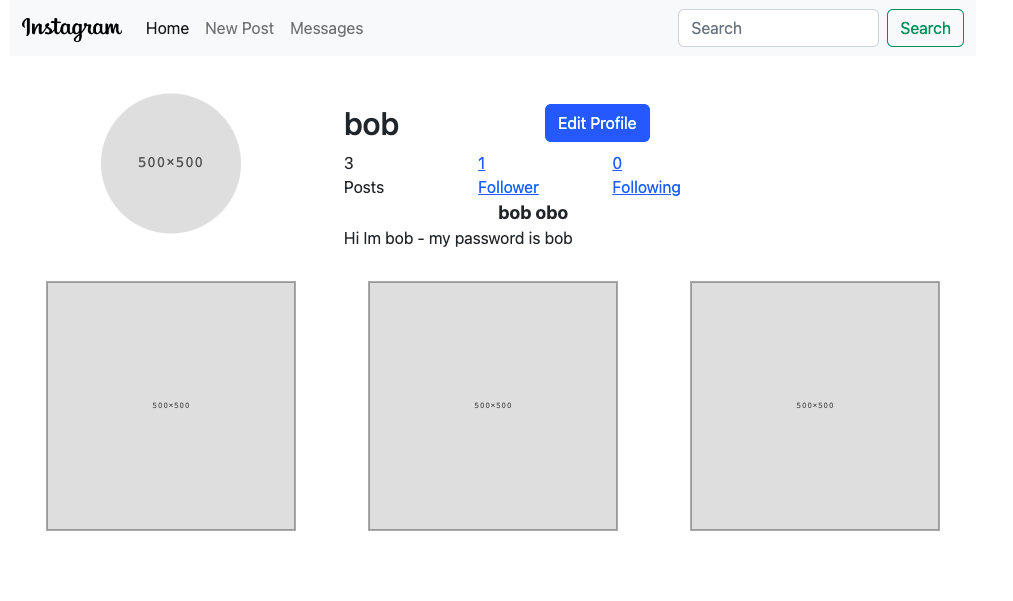 Instagram Home New Post Messages Search Search
500×500
bob Edit Profile
3 1 0
Posts Follower Following
bob obo
Hi Im bob - my password is bob
500×500 500×500 500×500